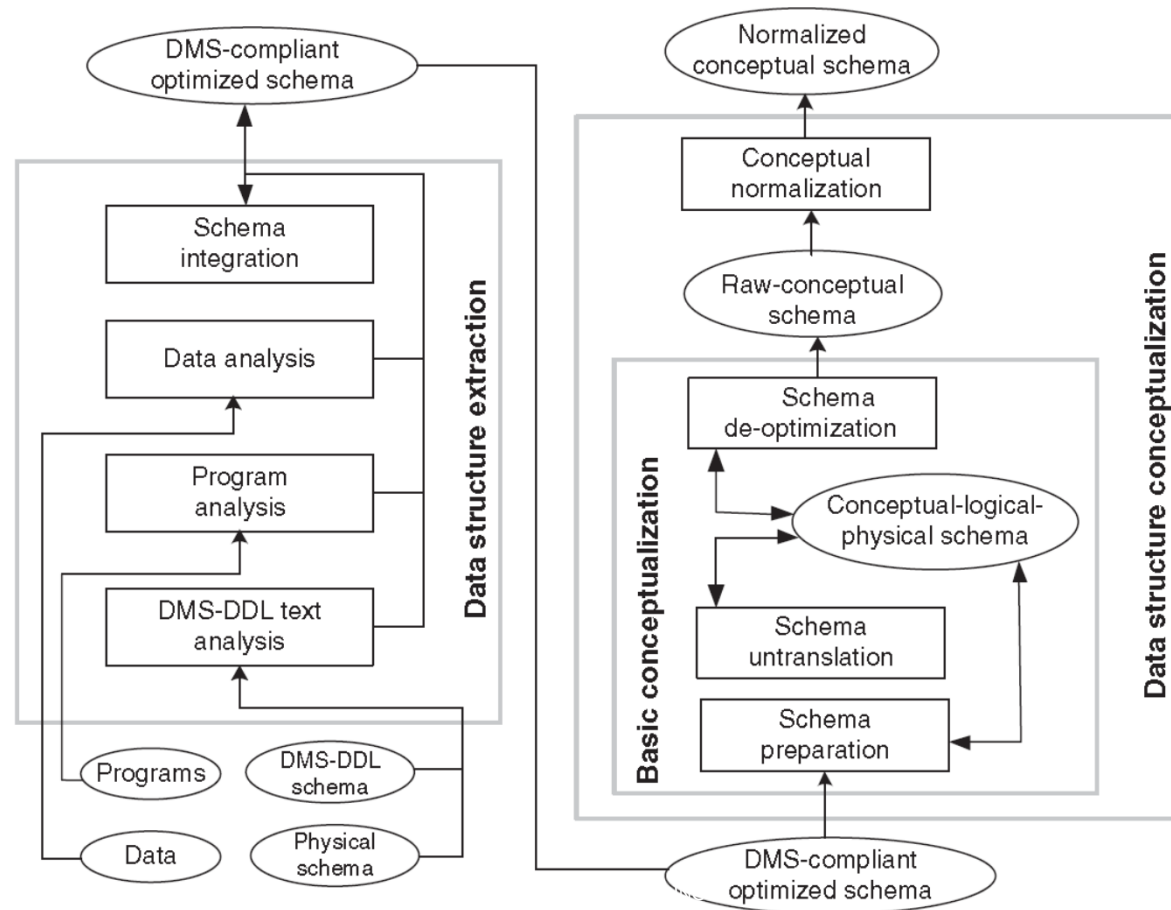 DMS-compliant
optimized schema
Schema
integration
Data analysis
Program
analysis
DMS-DDL text
analysis
Data structure extraction
Programs
DMS-DDL
schema
Data
Physical
schema
Normalized
conceptual schema
Conceptual
normalization
Raw-conceptual
schema
Schema
de-optimization
Conceptual-logical-
physical schema
Schema
untranslation
Schema
preparation
Basic conceptualization
Data structure conceptualization
DMS-compliant
optimized schema